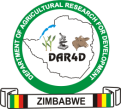 DEPARTMENT OF AGRICULTURAL RESEARCH FOR DEVELOPMENT
DAR4D
ZIMBABWE